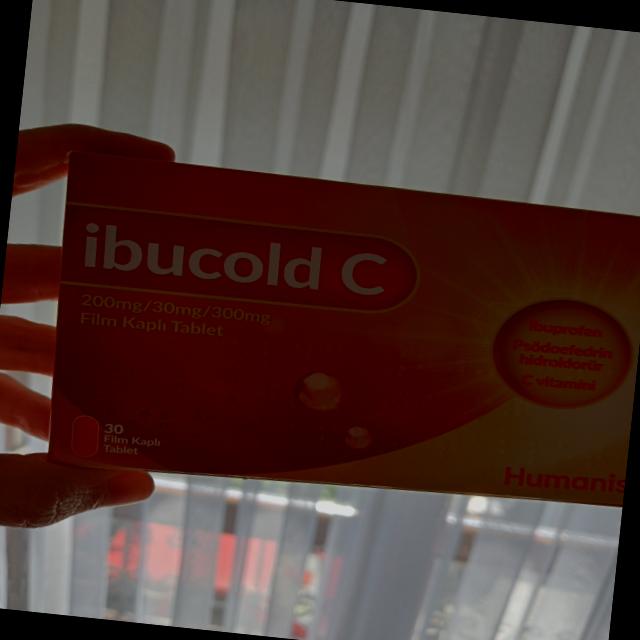 ibucold C
200mg/30mg/300mg
Film Kaplı Tablet
İbuprofen
Psödoefedrin
hidroklorür
C vitamini
30
Film Kaplı
Tablet
Humanis